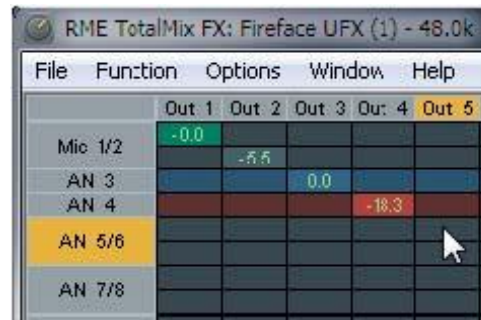 RME TotalMix FX: Fireface UFX (1) - 48.0k
File Function Options Window Help
Out 1 Out 2 Out 3 Out 4 Out 5
Mic 1/2 -0.0
-5.5
AN 3 0.0
AN 4 -18.3
AN 5/6
AN 7/8